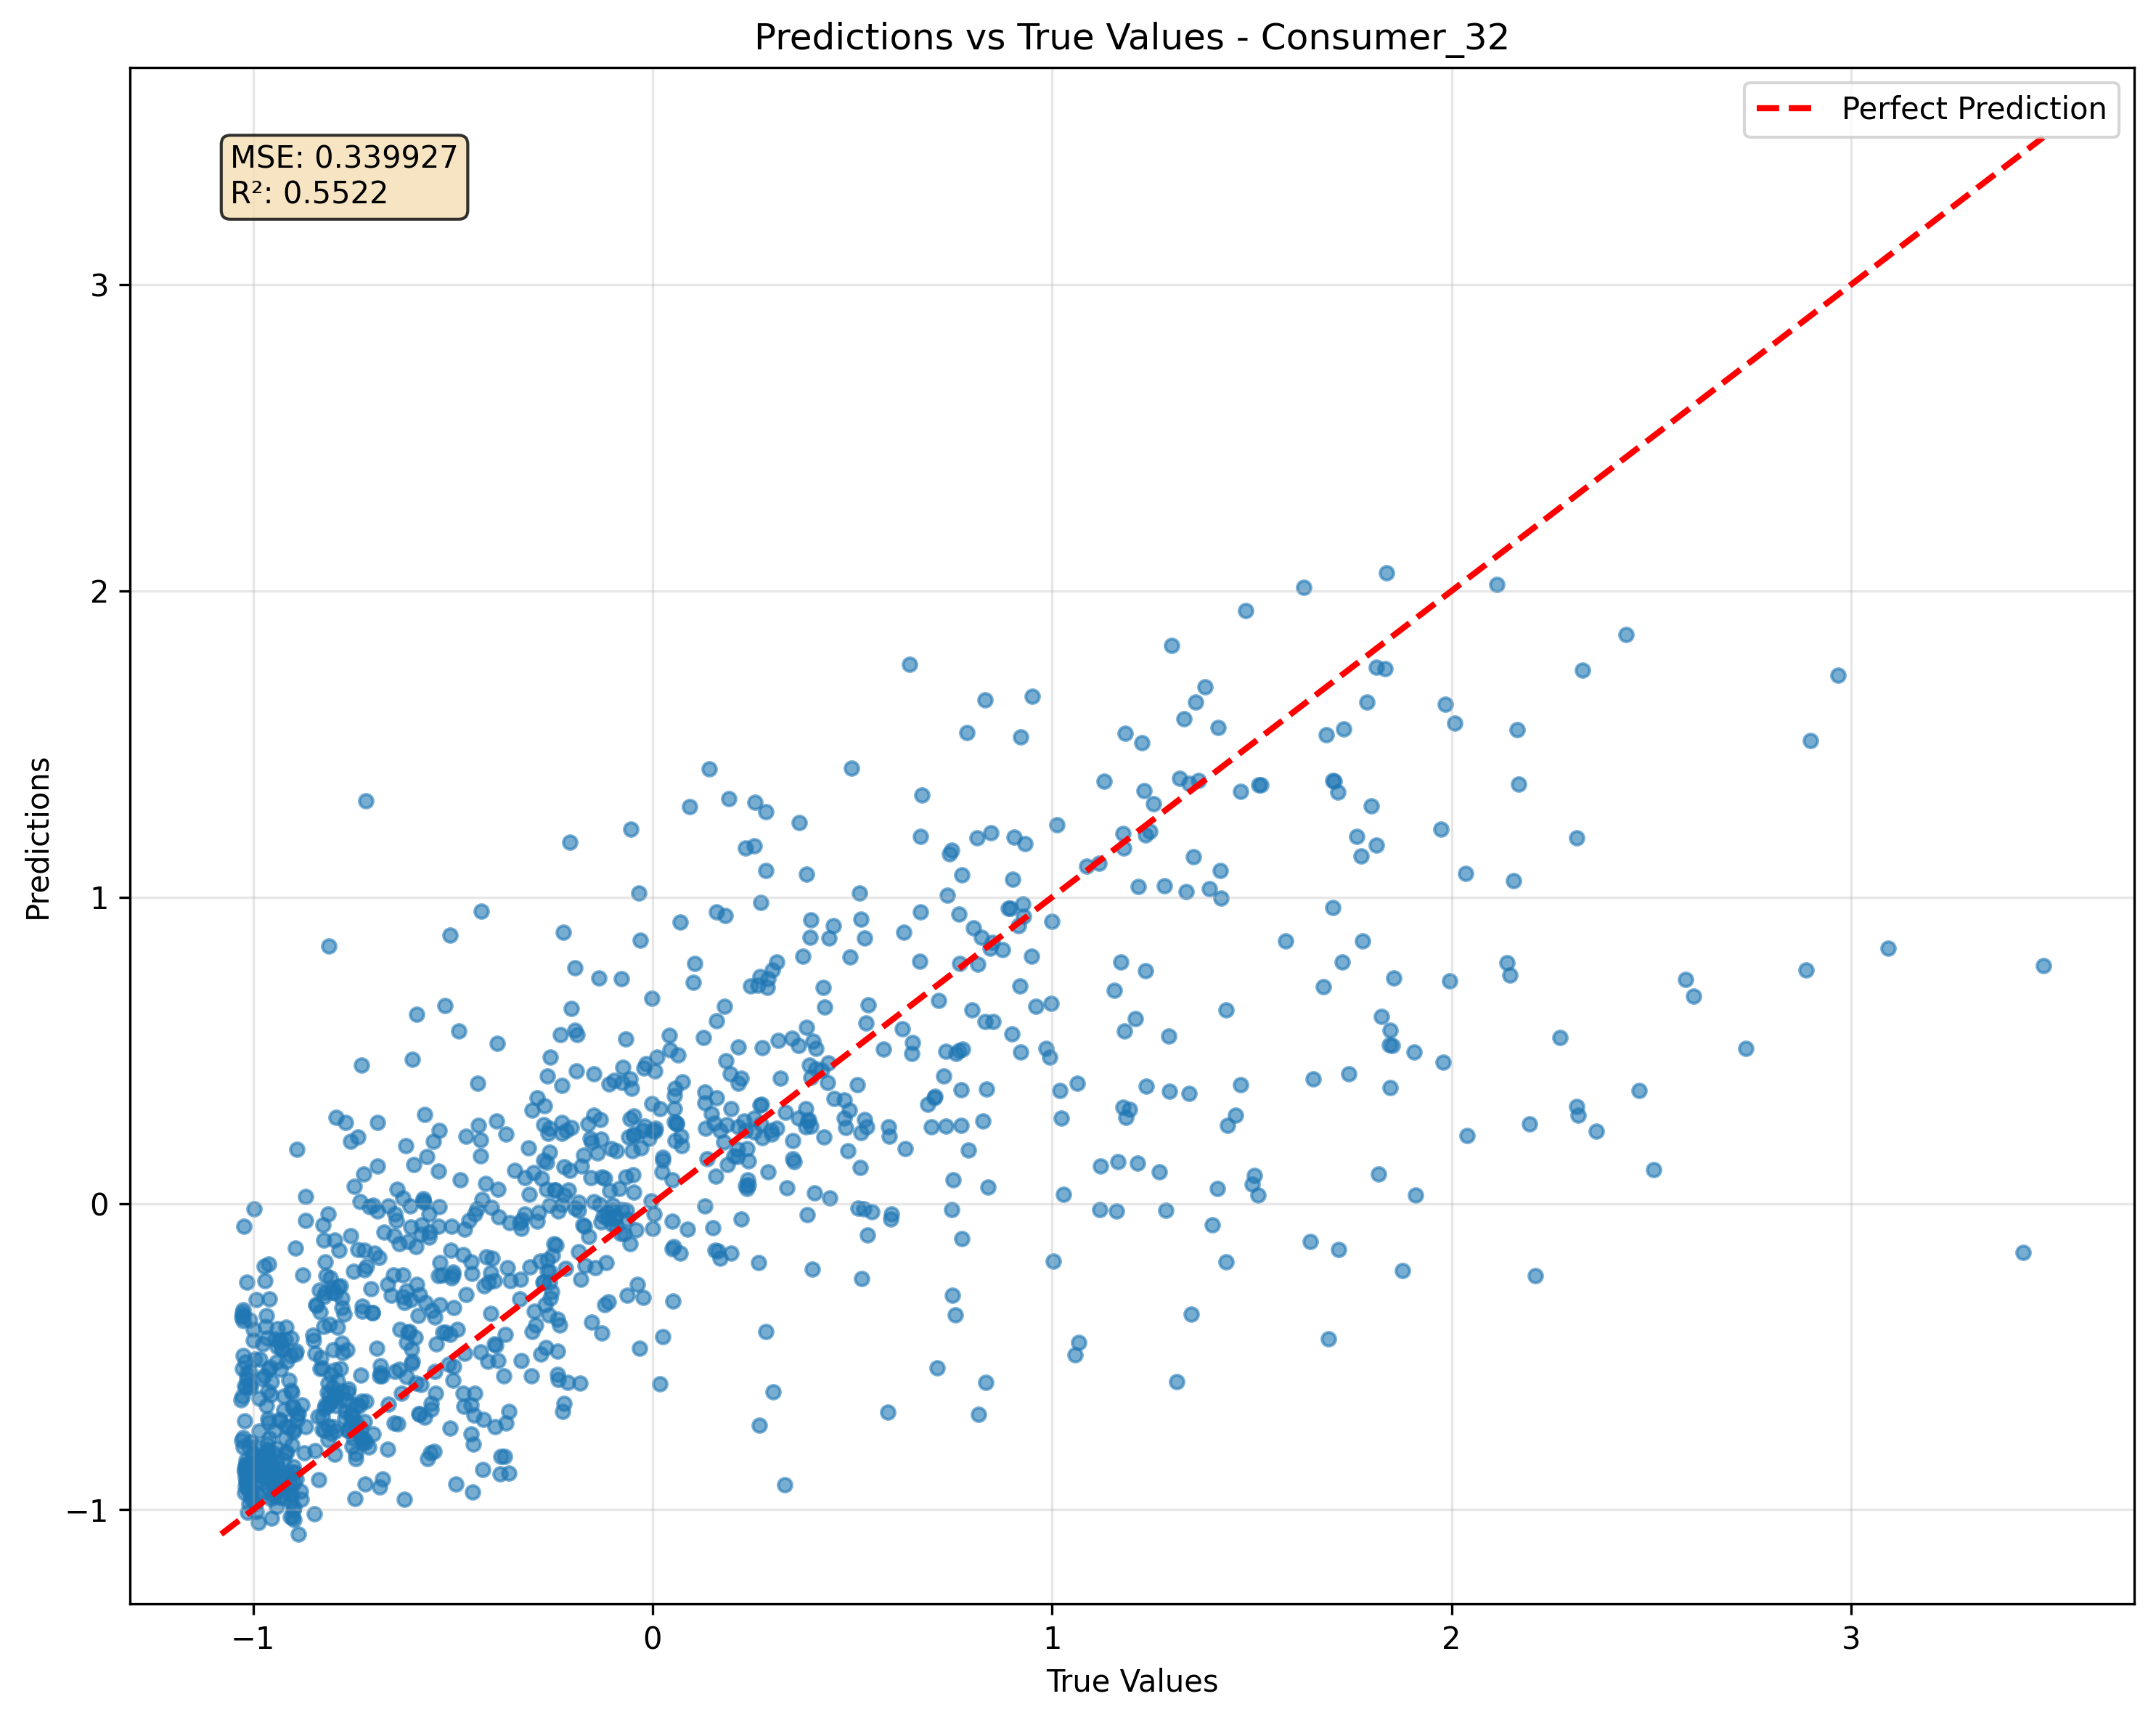 Predictions vs True Values - Consumer_32
Perfect Prediction
MSE: 0.339927
R²: 0.5522
3
2
1
0
−1
Predictions
−1 0 1 2 3
True Values